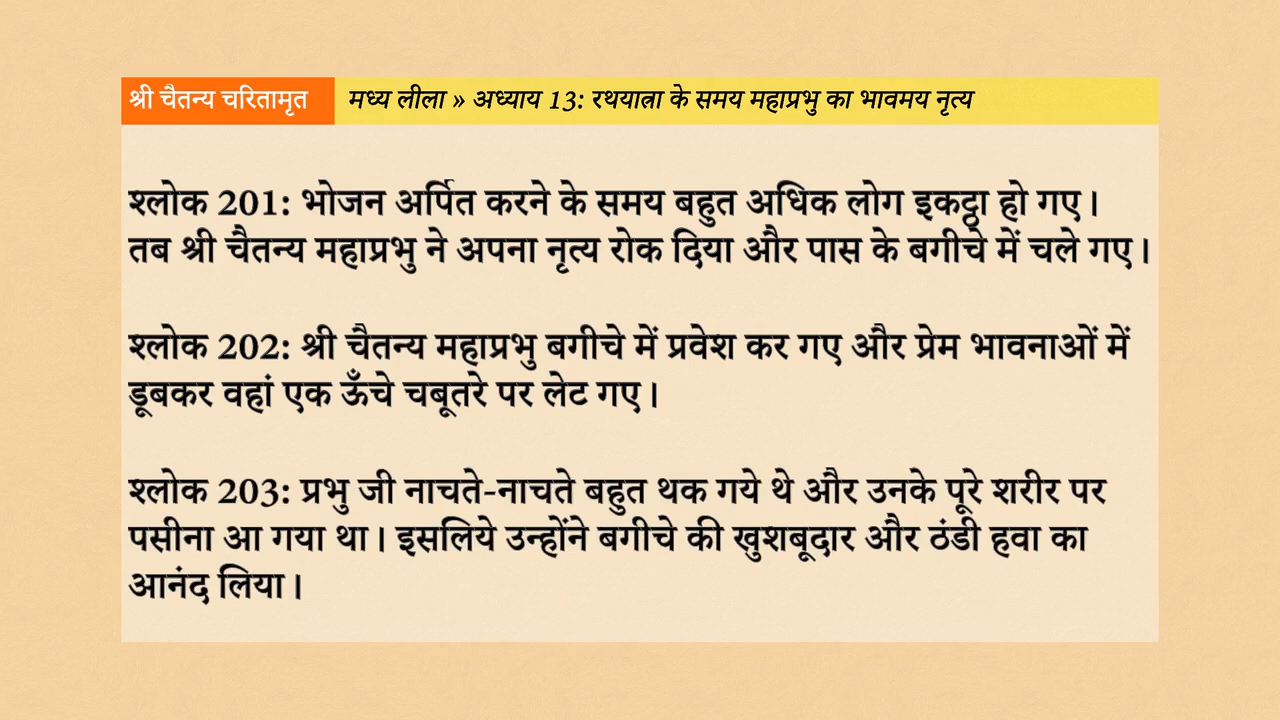 श्री चैतन्य चरितामृत
मध्य लीला » अध्याय 13: रथयात्रा के समय महाप्रभु का भावमय नृत्य
श्लोक 201: भोजन अर्पित करने के समय बहुत अधिक लोग इकट्ठा हो गए।
तब श्री चैतन्य महाप्रभु ने अपना नृत्य रोक दिया और पास के बगीचे में चले गए।
श्लोक 202: श्री चैतन्य महाप्रभु बगीचे में प्रवेश कर गए और प्रेम भावनाओं में
डूबकर वहां एक ऊँचे चबूतरे पर लेट गए।
श्लोक 203: प्रभु जी नाचते-नाचते बहुत थक गये थे और उनके पूरे शरीर पर
पसीना आ गया था। इसलिये उन्होंने बगीचे की खुशबूदार और ठंडी हवा का
आनंद लिया।